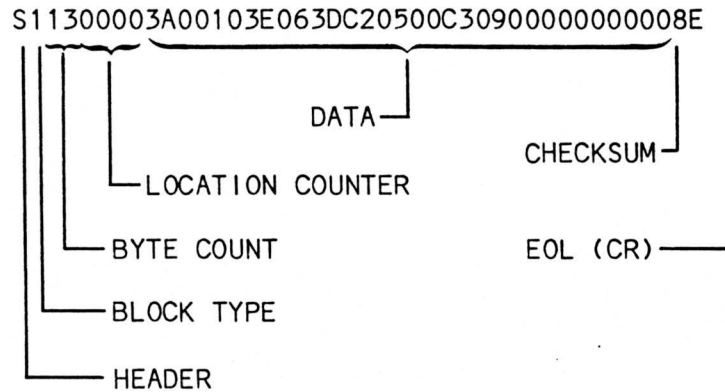 S11300003A00103E063DC20500C30900000000008E
DATA
CHECKSUM
LOCATION COUNTER
BYTE COUNT
EOL (CR)
BLOCK TYPE
HEADER